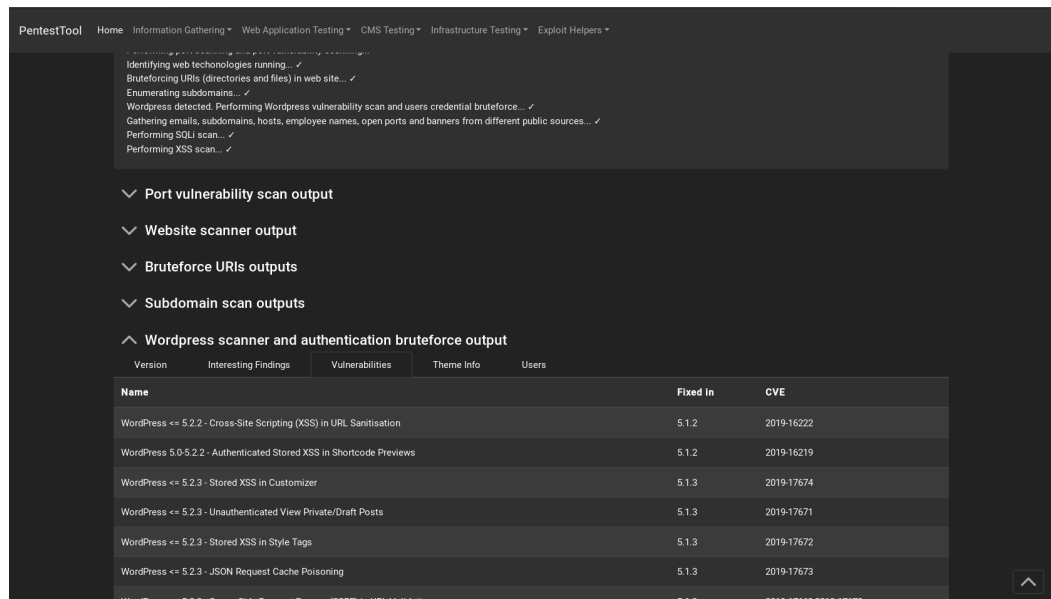 PentestTool Home Information Gathering Web Application Testing CMS Testing Infrastructure Testing Exploit Helpers
Identifying web techonologies running... ✓
Bruteforcing URIs (directories and files) in web site... ✓
Enumerating subdomains... ✓
Wordpress detected. Performing Wordpress vulnerability scan and users credential bruteforce... ✓
Gathering emails, subdomains, hosts, employee names, open ports and banners from different public sources... ✓
Performing SQLi scan... ✓
Performing XSS scan... ✓
Port vulnerability scan output
Website scanner output
Bruteforce URIs outputs
Subdomain scan outputs
Wordpress scanner and authentication bruteforce output
Version Interesting Findings Vulnerabilities Theme Info Users
Name Fixed in CVE
WordPress <= 5.2.2 - Cross-Site Scripting (XSS) in URL Sanitisation 5.1.2 2019-16222
WordPress 5.0-5.2.2 - Authenticated Stored XSS in Shortcode Previews 5.1.2 2019-16219
WordPress <= 5.2.3 - Stored XSS in Customizer 5.1.3 2019-17674
WordPress <= 5.2.3 - Unauthenticated View Private/Draft Posts 5.1.3 2019-17671
WordPress <= 5.2.3 - Stored XSS in Style Tags 5.1.3 2019-17672
WordPress <= 5.2.3 - JSON Request Cache Poisoning 5.1.3 2019-17673